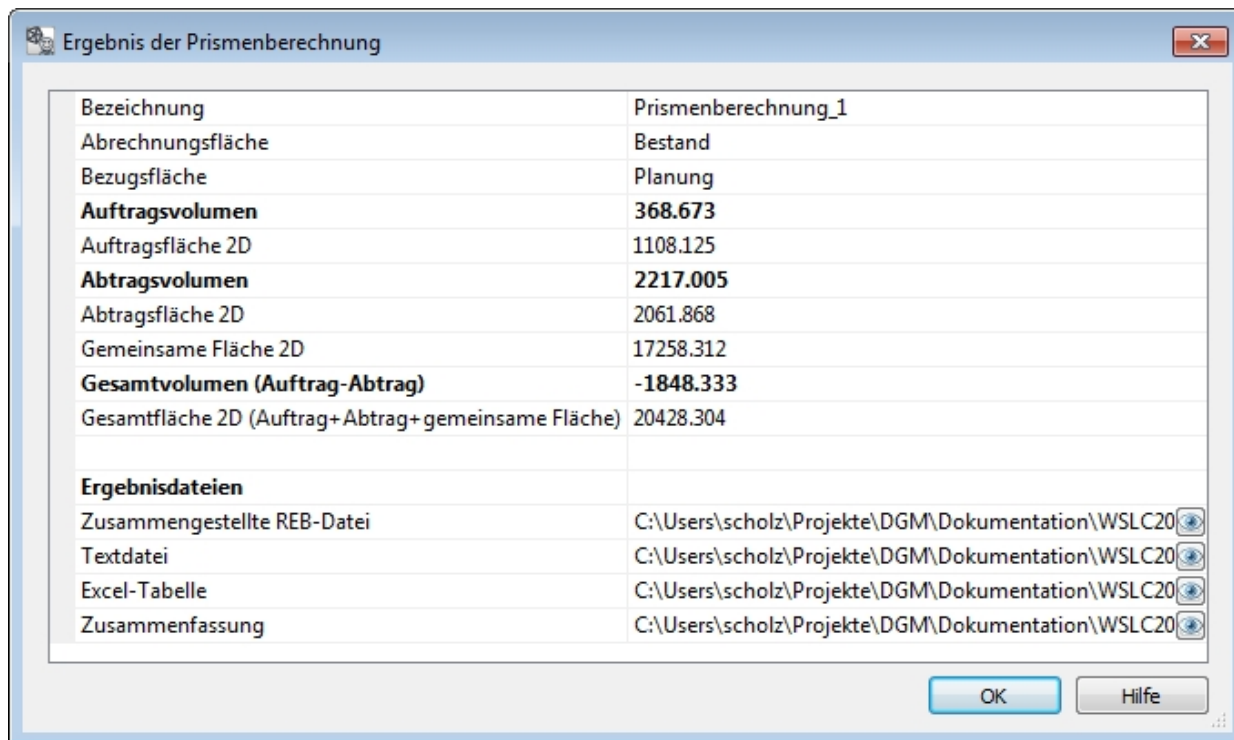 Ergebnis der Prismenberechnung
Bezeichnung Prismenberechnung_1
Abrechnungsfläche Bestand
Bezugsfläche Planung
Auftragsvolumen 368.673
Auftragsfläche 2D 1108.125
Abtragsvolumen 2217.005
Abtragsfläche 2D 2061.868
Gemeinsame Fläche 2D 17258.312
Gesamtvolumen (Auftrag-Abtrag) -1848.333
Gesamtfläche 2D (Auftrag+Abtrag+gemeinsame Fläche) 20428.304
Ergebnisdateien
Zusammengestellte REB-Datei C:\Users\scholz\Projekte\DGM\Dokumentation\WSLC20
Textdatei C:\Users\scholz\Projekte\DGM\Dokumentation\WSLC20
Excel-Tabelle C:\Users\scholz\Projekte\DGM\Dokumentation\WSLC20
Zusammenfassung C:\Users\scholz\Projekte\DGM\Dokumentation\WSLC20
OK Hilfe